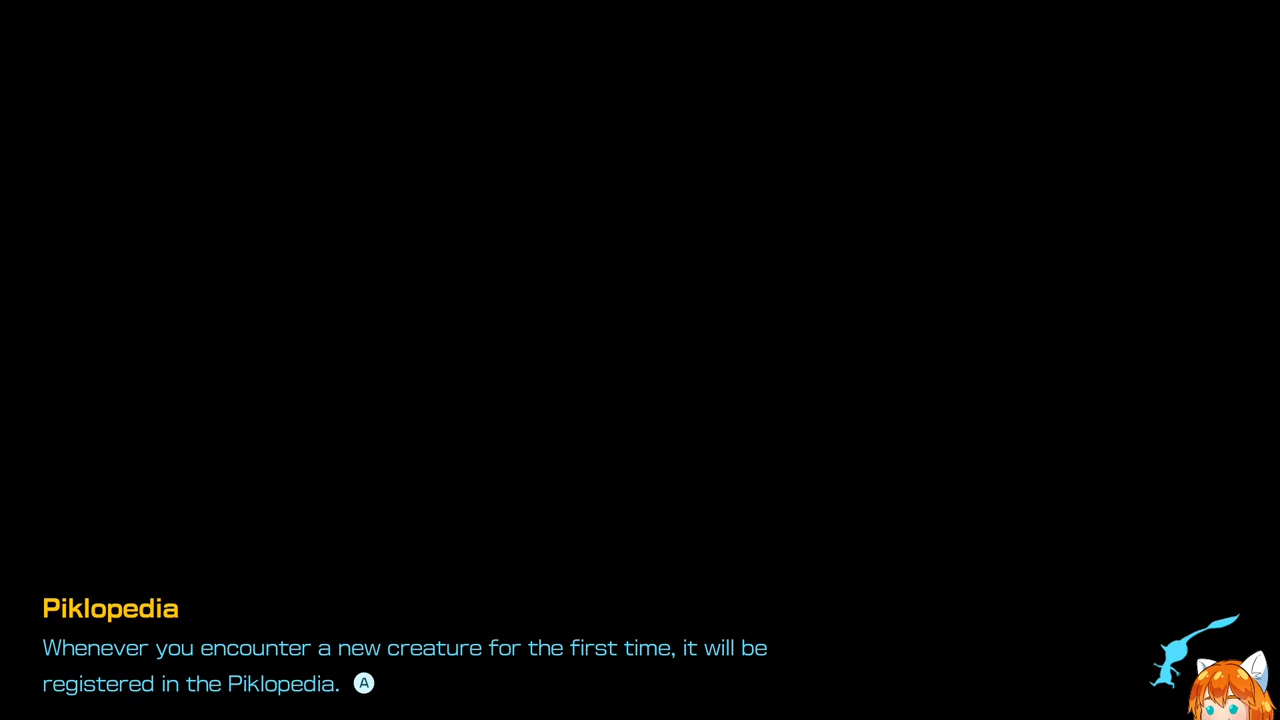 Piklopedia
Whenever you encounter a new creature for the first time, it will be
registered in the Piklopedia. A